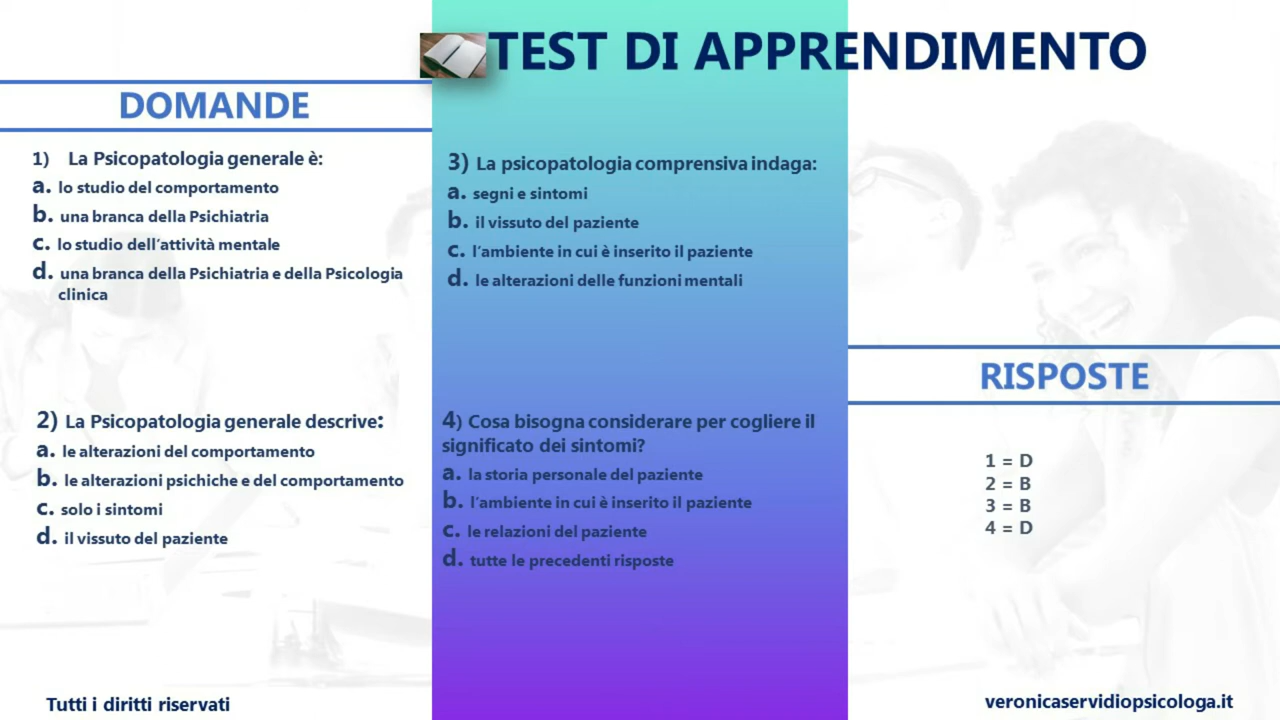 TEST DI APPRENDIMENTO
DOMANDE
1) La Psicopatologia generale è:
a. lo studio del comportamento
b. una branca della Psichiatria
c. lo studio dell'attività mentale
d. una branca della Psichiatria e della Psicologia
clinica
2) La Psicopatologia generale descrive:
a. le alterazioni del comportamento
b. le alterazioni psichiche e del comportamento
c. solo i sintomi
d. il vissuto del paziente
3) La psicopatologia comprensiva indaga:
a. segni e sintomi
b. il vissuto del paziente
c. l'ambiente in cui è inserito il paziente
d. le alterazioni delle funzioni mentali
4) Cosa bisogna considerare per cogliere il
significato dei sintomi?
a. la storia personale del paziente
b. l'ambiente in cui è inserito il paziente
c. le relazioni del paziente
d. tutte le precedenti risposte
RISPOSTE
1 = D
2 = B
3 = B
4 = D
Tutti i diritti riservati
veronicaservidiopsicologa.it